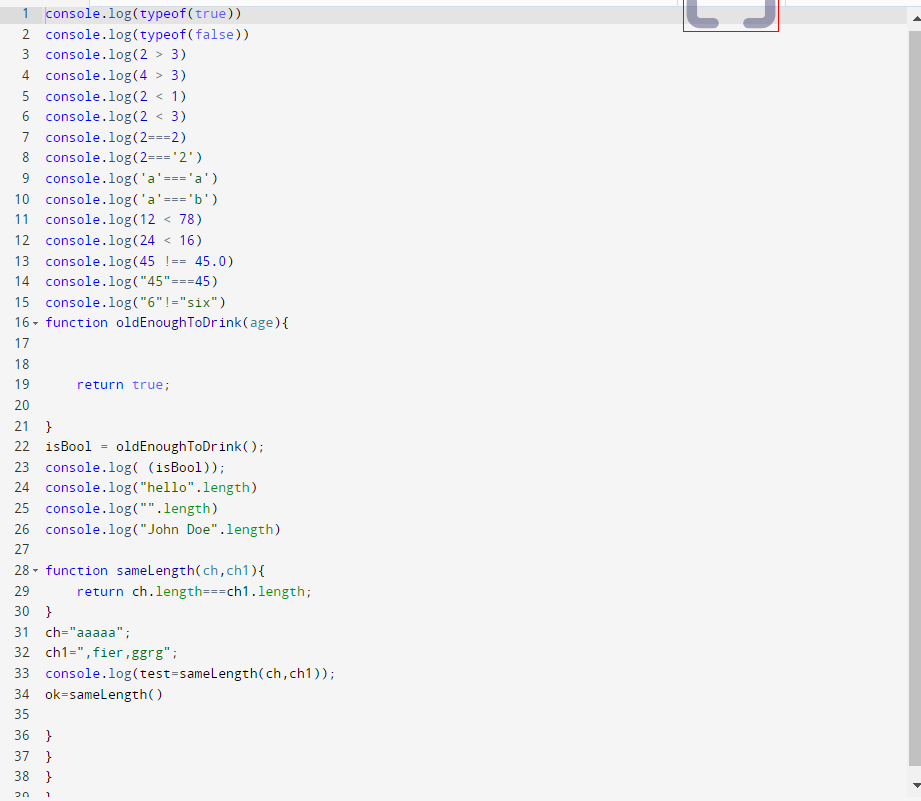 1 console.log(typeof(true))
2 console.log(typeof(false))
3 console.log(2 > 3)
4 console.log(4 > 3)
5 console.log(2 < 1)
6 console.log(2 < 3)
7 console.log(2===2)
8 console.log(2==='2')
9 console.log('a'==='a')
10 console.log('a'==='b')
11 console.log(12 < 78)
12 console.log(24 < 16)
13 console.log(45 !== 45.0)
14 console.log("45"===45)
15 console.log("6"!="six")
16 function oldEnoughToDrink(age){
17
18
19     return true;
20
21 }
22 isBool = oldEnoughToDrink();
23 console.log( (isBool));
24 console.log("hello".length)
25 console.log("".length)
26 console.log("John Doe".length)
27
28 function sameLength(ch,ch1){
29     return ch.length===ch1.length;
30 }
31 ch="aaaaa";
32 ch1=",fier,ggrg";
33 console.log(test=sameLength(ch,ch1));
34 ok=sameLength()
35
36 }
37 }
38 }
39 }